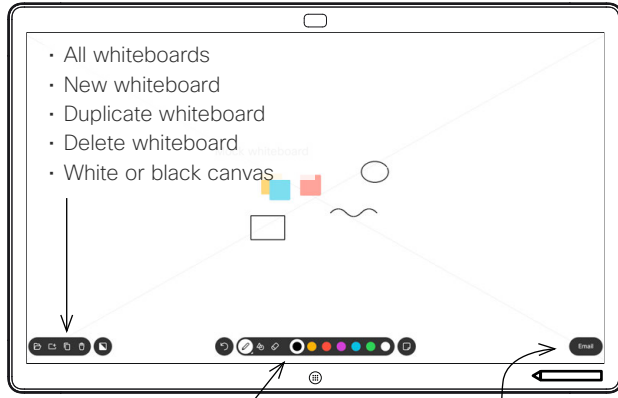 · All whiteboards
· New whiteboard
· Duplicate whiteboard
· Delete whiteboard
· White or black canvas
Email